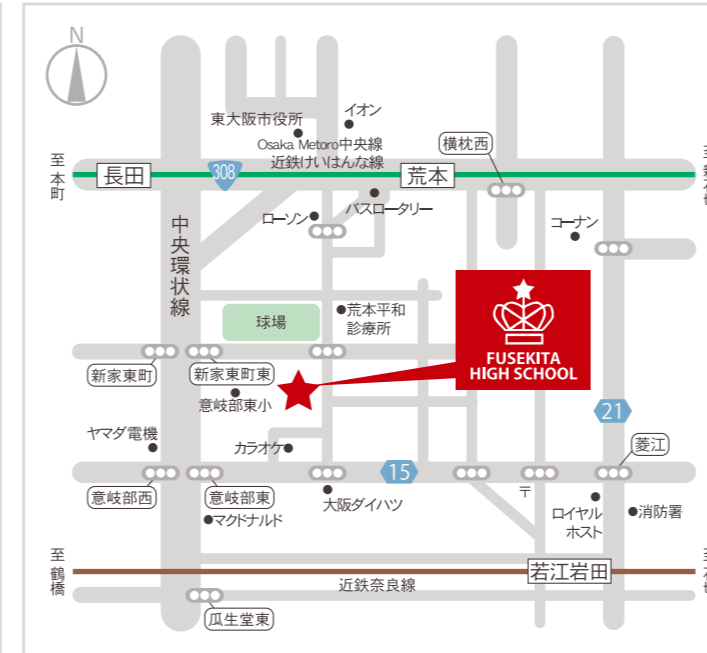 N
東大阪市役所
イオン
Osaka Metoro中央線
近鉄けいはんな線
横枕西
至本町
長田
308
荒本
至
中央環状線
ローソン
バスロータリー
コーナン
球場
荒本平和
診療所
FUSEKITA
HIGH SCHOOL
新家東町
新家東町東
意岐部東小
21
ヤマダ電機
カラオケ
菱江
15
意岐部西
意岐部東
マクドナルド
大阪ダイハツ
〒
ロイヤル
ホスト
消防署
至鶴橋
若江岩田
至
近鉄奈良線
瓜生堂東